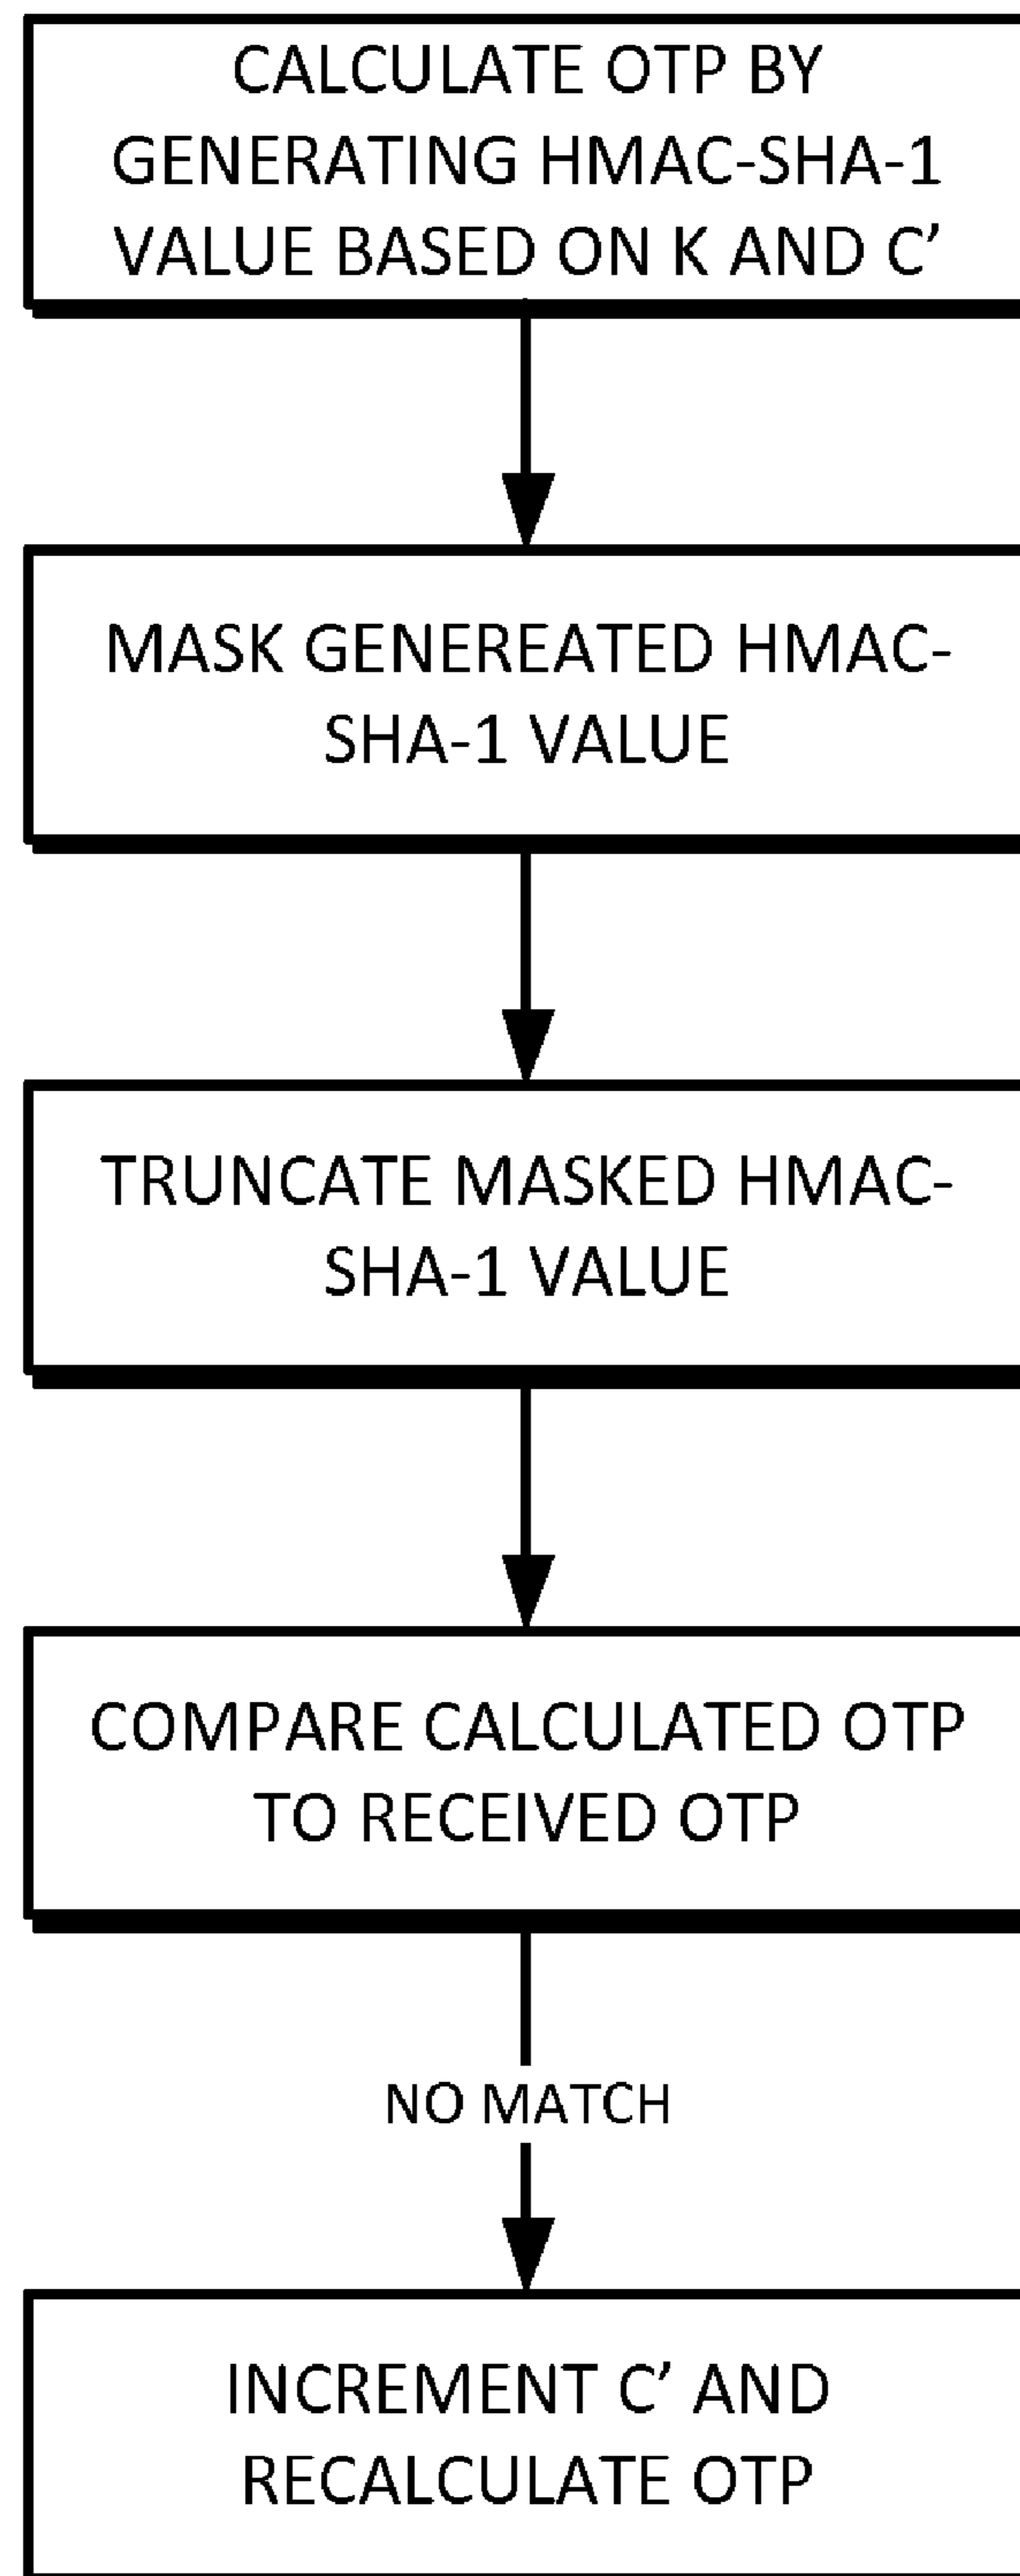 CALCULATE OTP BY
GENERATING HMAC-SHA-1
VALUE BASED ON K AND C’
MASK GENEREATED HMAC-
SHA-1 VALUE
TRUNCATE MASKED HMAC-
SHA-1 VALUE
COMPARE CALCULATED OTP
TO RECEIVED OTP
NO MATCH
INCREMENT C’ AND
RECALCULATE OTP